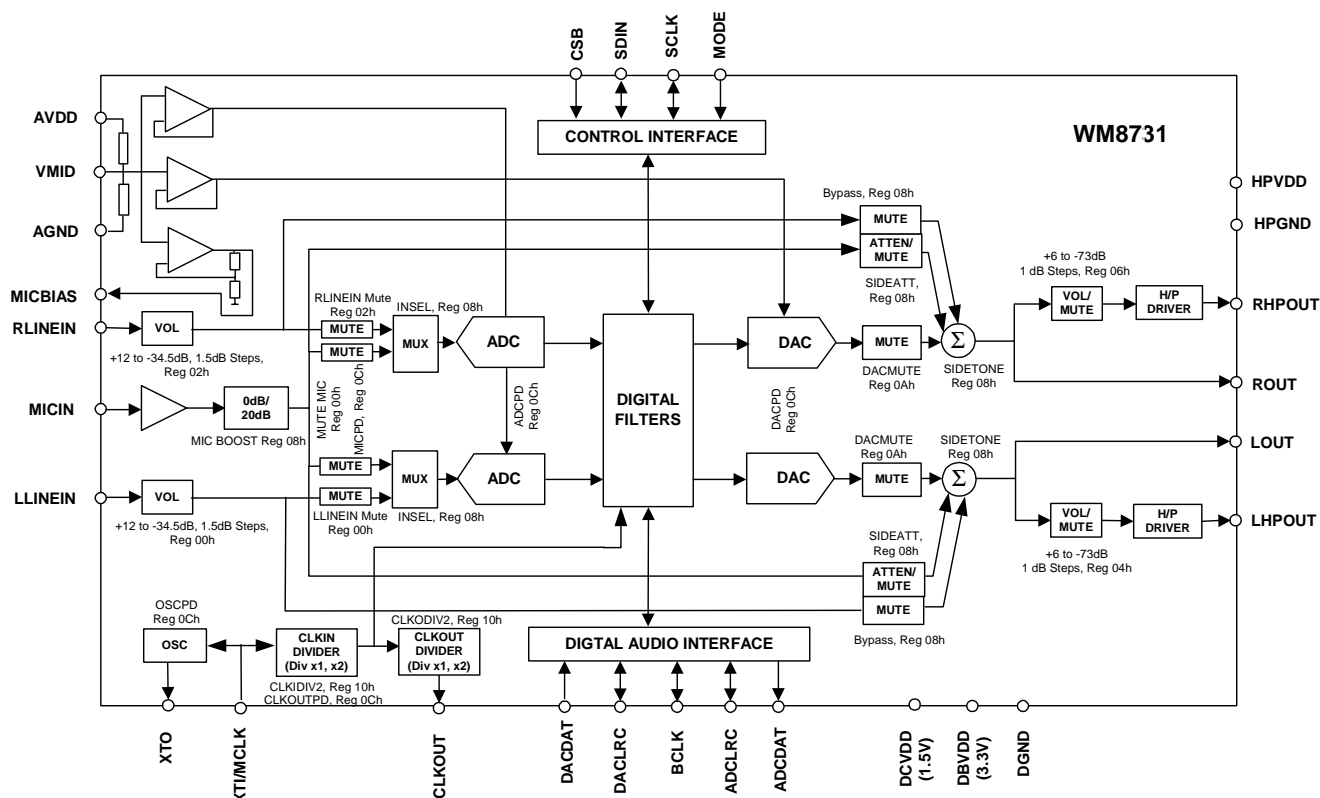 CSB
SDIN
SCLK
MODE
WM8731
AVDD
VMID
AGND
MICBIAS
RLINEIN
MICIN
LLINEIN
CONTROL INTERFACE
HPVDD
HPGND
RHPOUT
ROUT
LOUT
LHPOUT
Bypass, Reg 08h
MUTE
ATTEN/
MUTE
SIDEATT,
Reg 08h
+6 to -73dB
1 dB Steps, Reg 06h
VOL/
MUTE
H/P
DRIVER
RLINEIN Mute
Reg 02h
INSEL, Reg 08h
VOL
MUTE
MUTE
MUX
ADC
+12 to -34.5dB, 1.5dB Steps,
Reg 02h
DAC
MUTE
Σ
DACMUTE
Reg 0Ah
SIDETONE
Reg 08h
0dB/
20dB
MIC BOOST Reg 08h
MUTE MIC
Reg 00h
MICPD, Reg 0Ch
ADCPD
Reg 0Ch
DIGITAL
FILTERS
DACPD
Reg 0Ch
DACMUTE
Reg 0Ah
SIDETONE
Reg 08h
VOL
MUTE
MUTE
MUX
ADC
DAC
MUTE
Σ
+12 to -34.5dB, 1.5dB Steps,
Reg 00h
LLINEIN Mute
Reg 00h
INSEL, Reg 08h
VOL/
MUTE
H/P
DRIVER
+6 to -73dB
1 dB Steps, Reg 04h
SIDEATT,
Reg 08h
ATTEN/
MUTE
MUTE
Bypass, Reg 08h
OSCPD
Reg 0Ch
OSC
CLKIN
DIVIDER
(Div x1, x2)
CLKIDIV2, Reg 10h
CLKOUTPD, Reg 0Ch
CLKODIV2, Reg 10h
CLKOUT
DIVIDER
(Div x1, x2)
DIGTAL AUDIO INTERFACE
XTO
XTI/MCLK
CLKOUT
DACDAT
DACLRC
BCLK
ADCLRC
ADCDAT
DCVDD
(1.5V)
DBVDD
(3.3V)
DGND